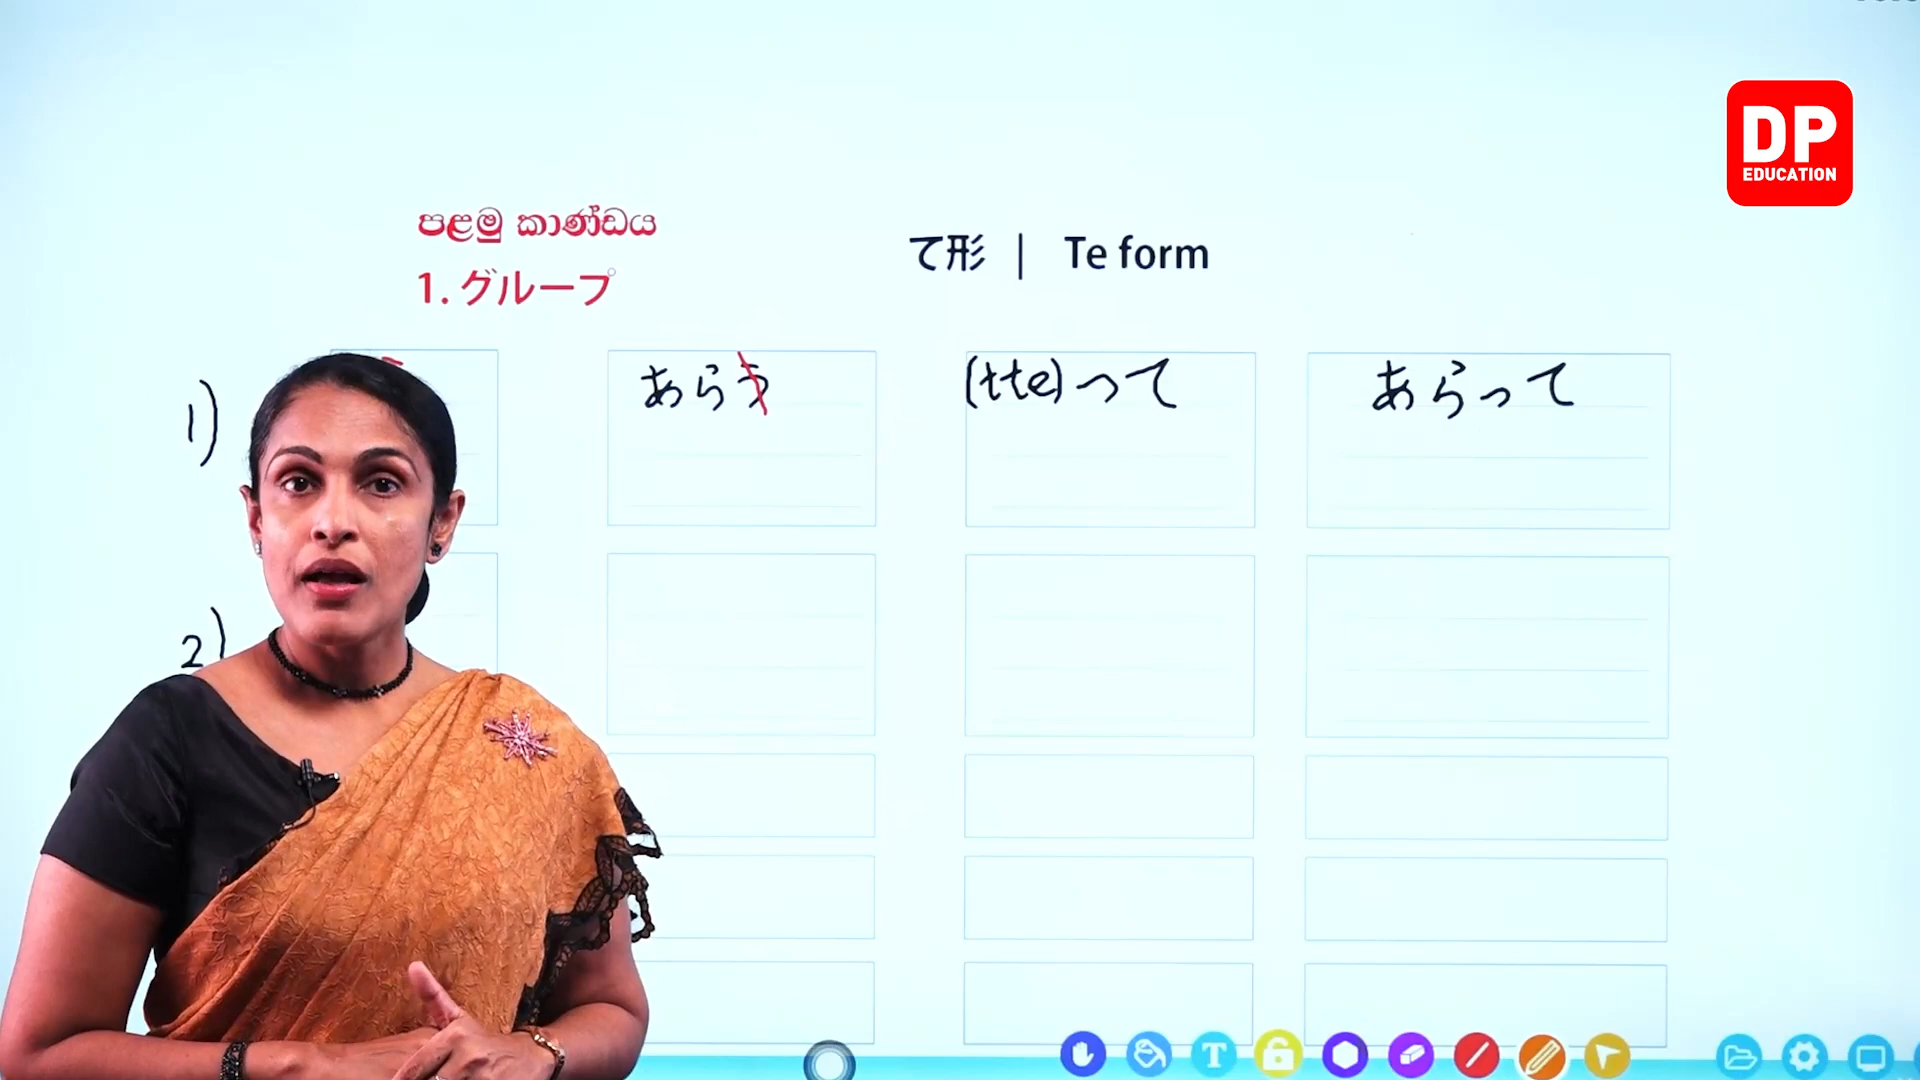 DP
EDUCATION
පළමු කාණ්ඩය
1. グループ
て形 | Te form
1)
あらう
(tte) って
あらって
2)
T